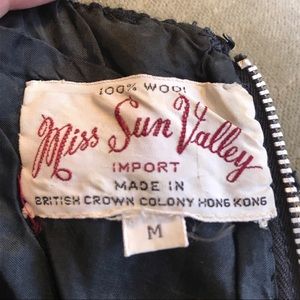 100% WOOL
Miss Sun Valley
IMPORT
MADE IN
BRITISH CROWN COLONY HONG KONG
M